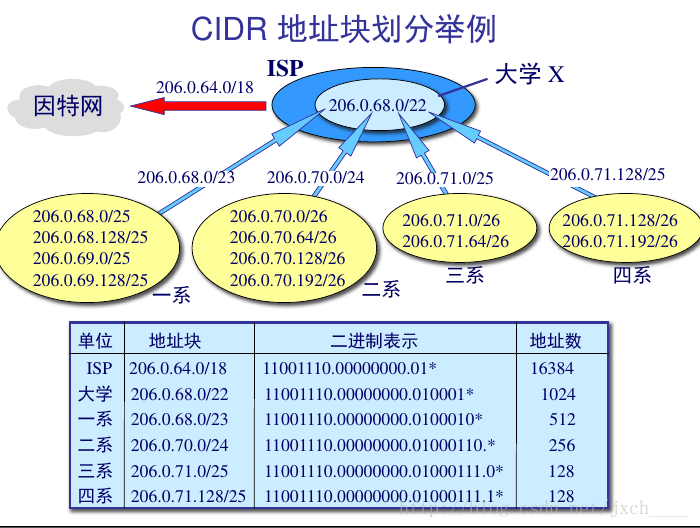 CIDR 地址块划分举例
ISP
大学 X
206.0.64.0/18
因特网
206.0.68.0/22
206.0.68.0/23
206.0.70.0/24
206.0.71.0/25
206.0.71.128/25
206.0.68.0/25
206.0.68.128/25
206.0.69.0/25
206.0.69.128/25
一系
206.0.70.0/26
206.0.70.64/26
206.0.70.128/26
206.0.70.192/26
二系
206.0.71.0/26
206.0.71.64/26
三系
206.0.71.128/26
206.0.71.192/26
四系
单位 地址块 二进制表示 地址数
ISP 206.0.64.0/18 11001110.00000000.01* 16384
大学 206.0.68.0/22 11001110.00000000.010001* 1024
一系 206.0.68.0/23 11001110.00000000.0100010* 512
二系 206.0.70.0/24 11001110.00000000.01000110.* 256
三系 206.0.71.0/25 11001110.00000000.01000111.0* 128
四系 206.0.71.128/25 11001110.00000000.01000111.1* 128